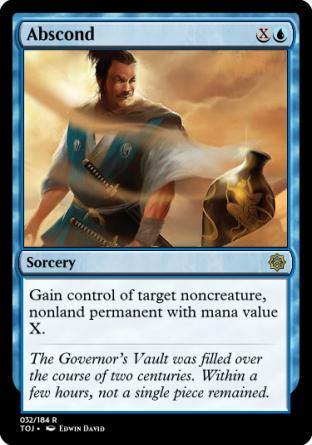 Abscond X U
Sorcery
Gain control of target noncreature,
nonland permanent with mana value
X.
The Governor's Vault was filled over
the course of two centuries. Within a
few hours, not a single piece remained.
032/184 R
TOJ • Edwin David